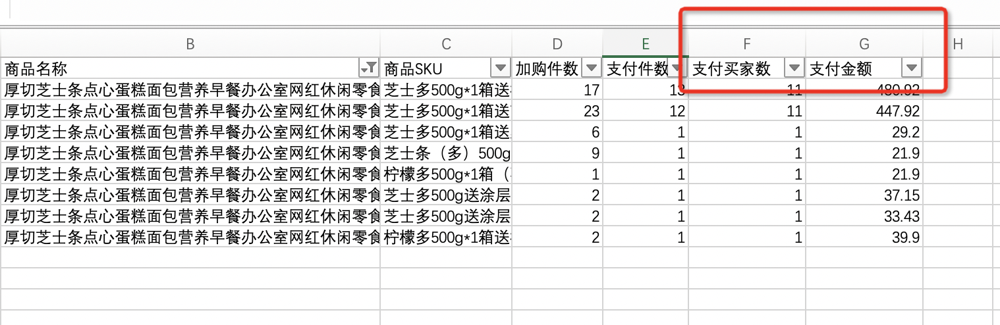 B C D E F G H
商品名称 商品SKU 加购件数 支付件数 支付买家数 支付金额
厚切芝士条点心蛋糕面包营养早餐办公室网红休闲零食 芝士多500g*1箱送 17 13 11 480.92
厚切芝士条点心蛋糕面包营养早餐办公室网红休闲零食 芝士多500g*1箱送 23 12 11 447.92
厚切芝士条点心蛋糕面包营养早餐办公室网红休闲零食 芝士多500g*1箱送 6 1 1 29.2
厚切芝士条点心蛋糕面包营养早餐办公室网红休闲零食 芝士条（多）500g 9 1 1 21.9
厚切芝士条点心蛋糕面包营养早餐办公室网红休闲零食 柠檬多500g*1箱（ 1 1 1 21.9
厚切芝士条点心蛋糕面包营养早餐办公室网红休闲零食 芝士多500g送涂层 2 1 1 37.15
厚切芝士条点心蛋糕面包营养早餐办公室网红休闲零食 芝士多500g送涂层 2 1 1 33.43
厚切芝士条点心蛋糕面包营养早餐办公室网红休闲零食 柠檬多500g*1箱送 2 1 1 39.9